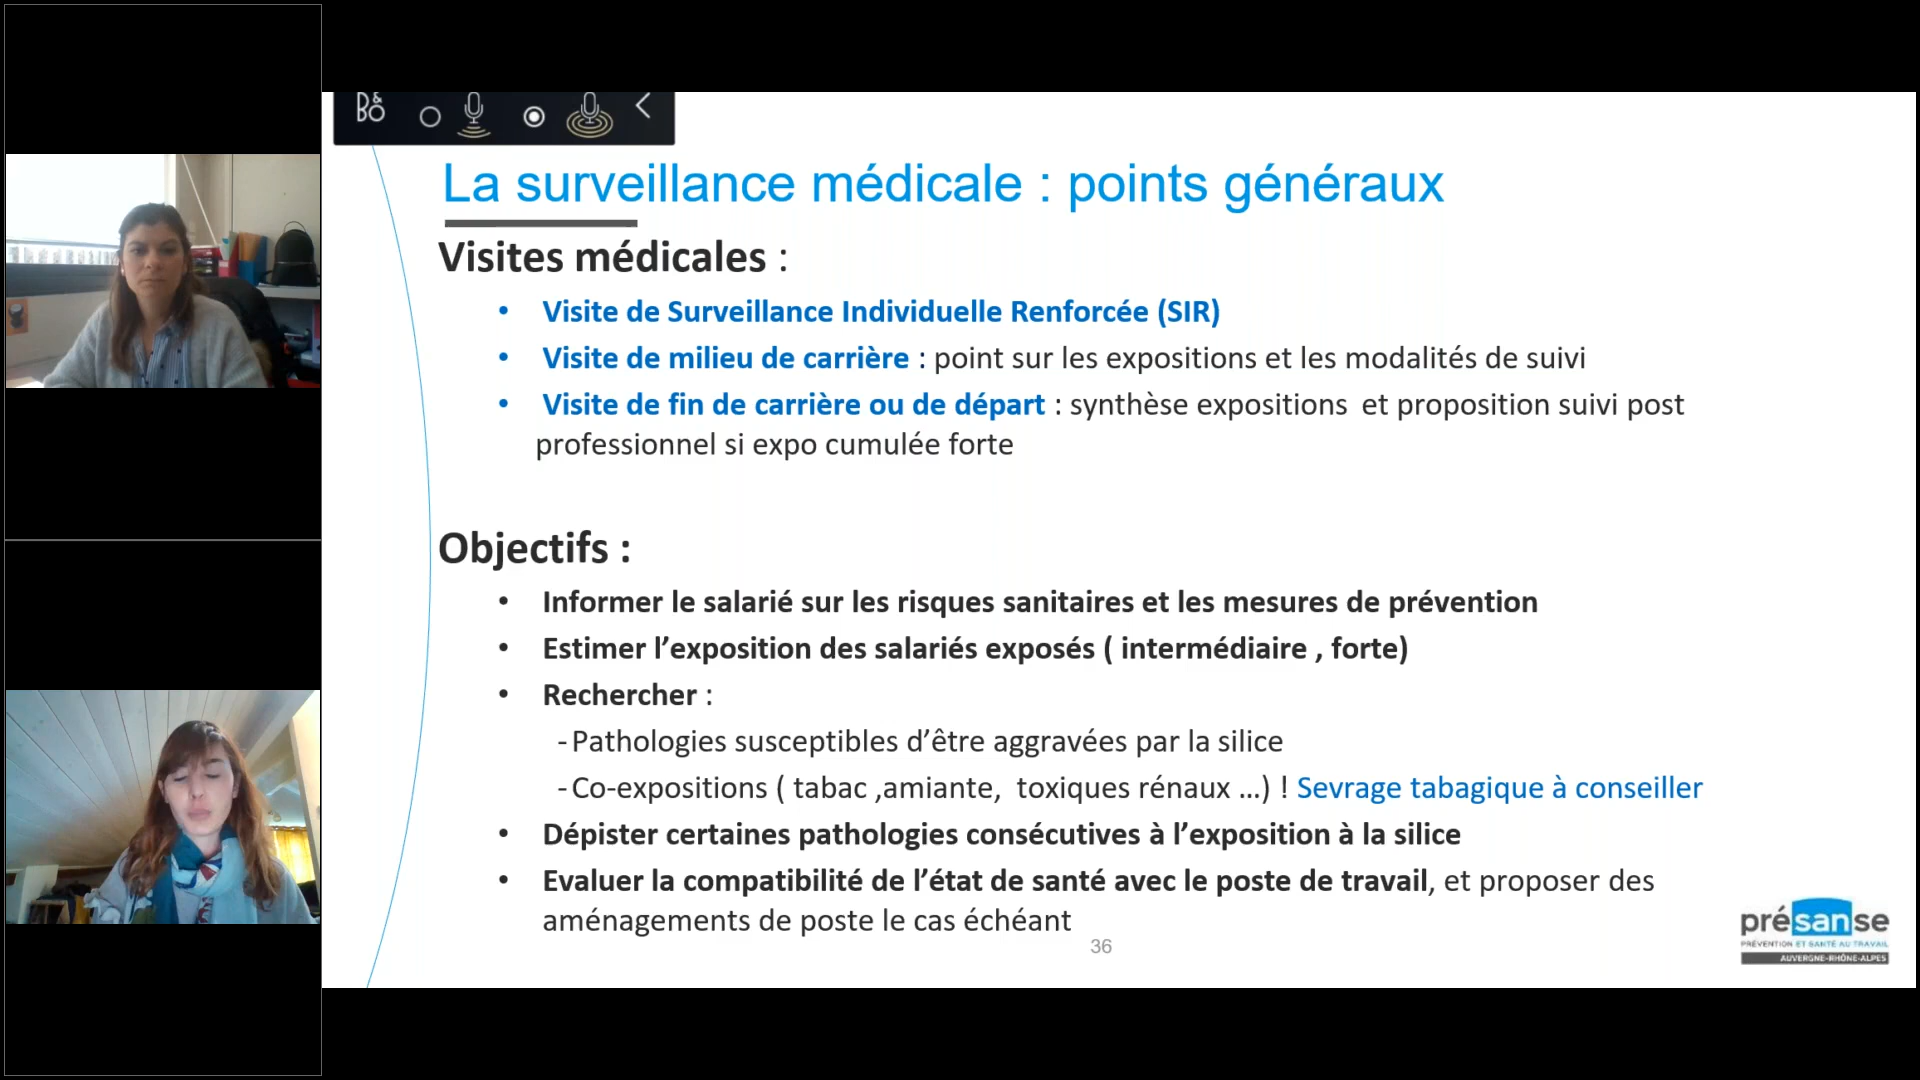 B&O
La surveillance médicale : points généraux
Visites médicales :
• Visite de Surveillance Individuelle Renforcée (SIR)
• Visite de milieu de carrière : point sur les expositions et les modalités de suivi
• Visite de fin de carrière ou de départ : synthèse expositions et proposition suivi post
professionnel si expo cumulée forte
Objectifs :
• Informer le salarié sur les risques sanitaires et les mesures de prévention
• Estimer l’exposition des salariés exposés ( intermédiaire , forte)
• Rechercher :
- Pathologies susceptibles d’être aggravées par la silice
- Co-expositions ( tabac ,amiante, toxiques rénaux ...) ! Sevrage tabagique à conseiller
• Dépister certaines pathologies consécutives à l’exposition à la silice
• Evaluer la compatibilité de l’état de santé avec le poste de travail, et proposer des
aménagements de poste le cas échéant
36
présanse
PRÉVENTION ET SANTÉ AU TRAVAIL
AUVERGNE-RHÔNE-ALPES